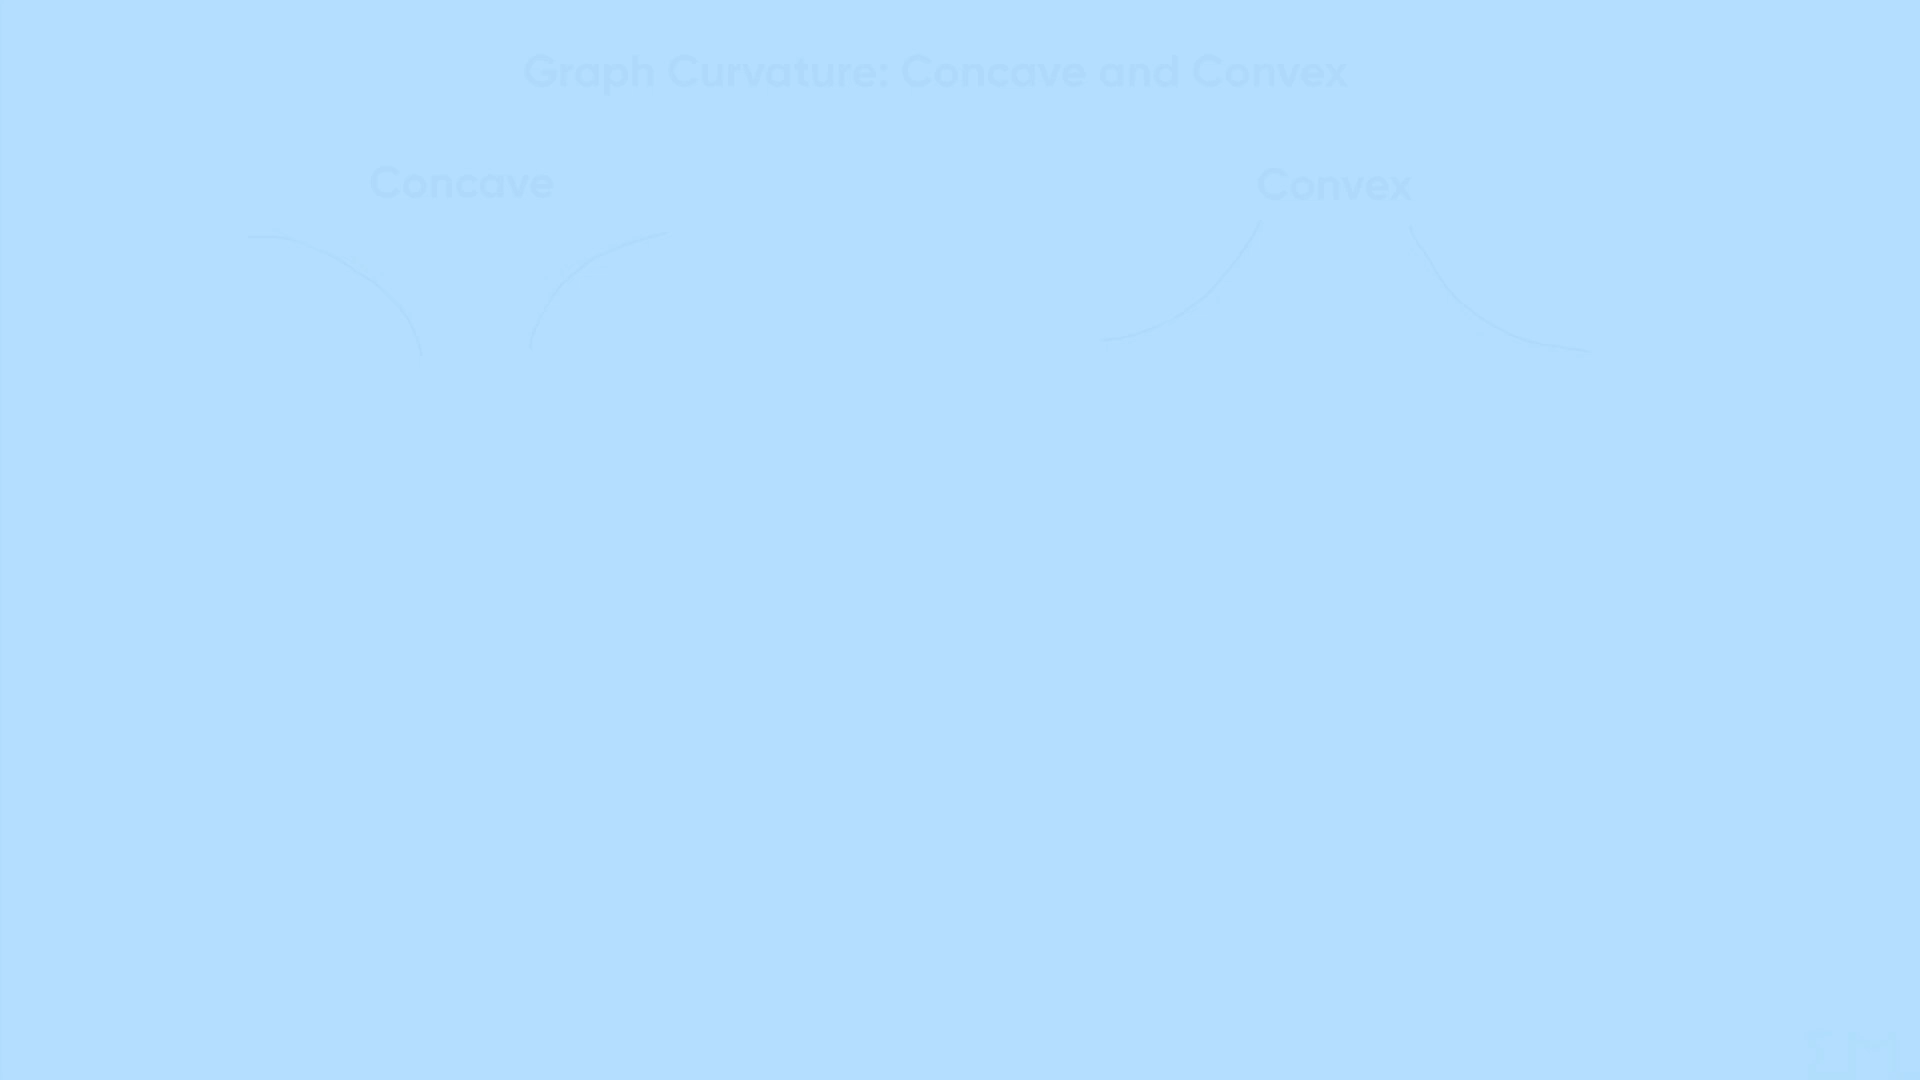 Graph Curvature: Concave and Convex
Concave
Convex